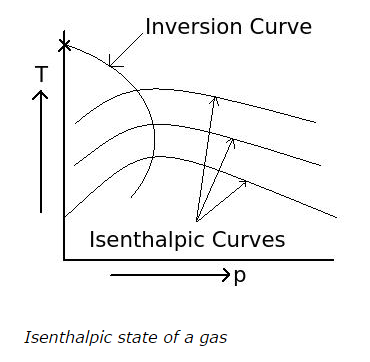 Inversion Curve
T
Isenthalpic Curves
p
Isenthalpic state of a gas